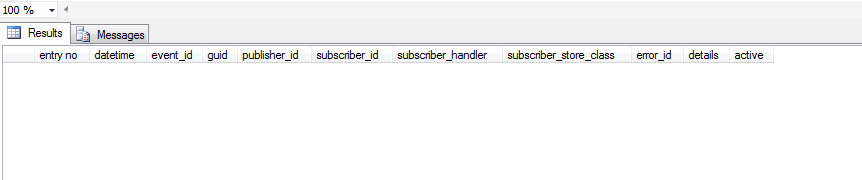 100 %
Results Messages
entry no datetime event_id guid publisher_id subscriber_id subscriber_handler subscriber_store_class error_id details active